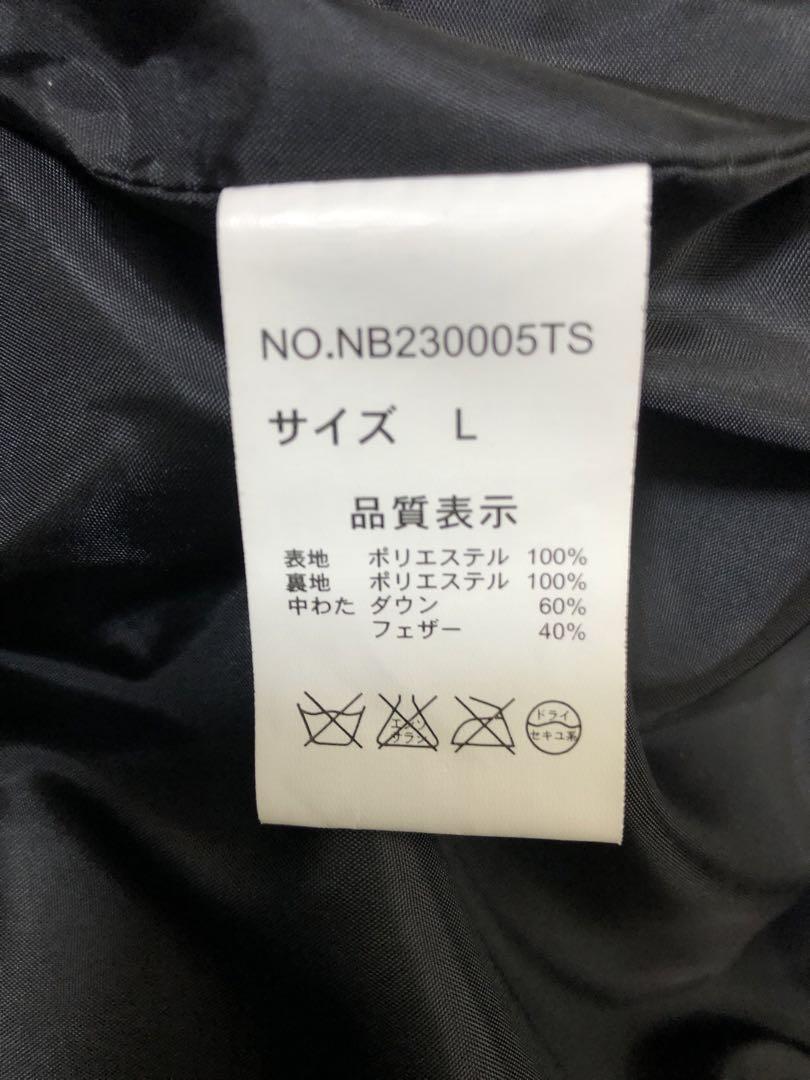 NO.NB230005TS
サイズ L
品質表示
表地 ポリエステル 100%
裏地 ポリエステル 100%
中わた ダウン 60%
フェザー 40%
エンソ
サラシ
ドライ
セキユ系